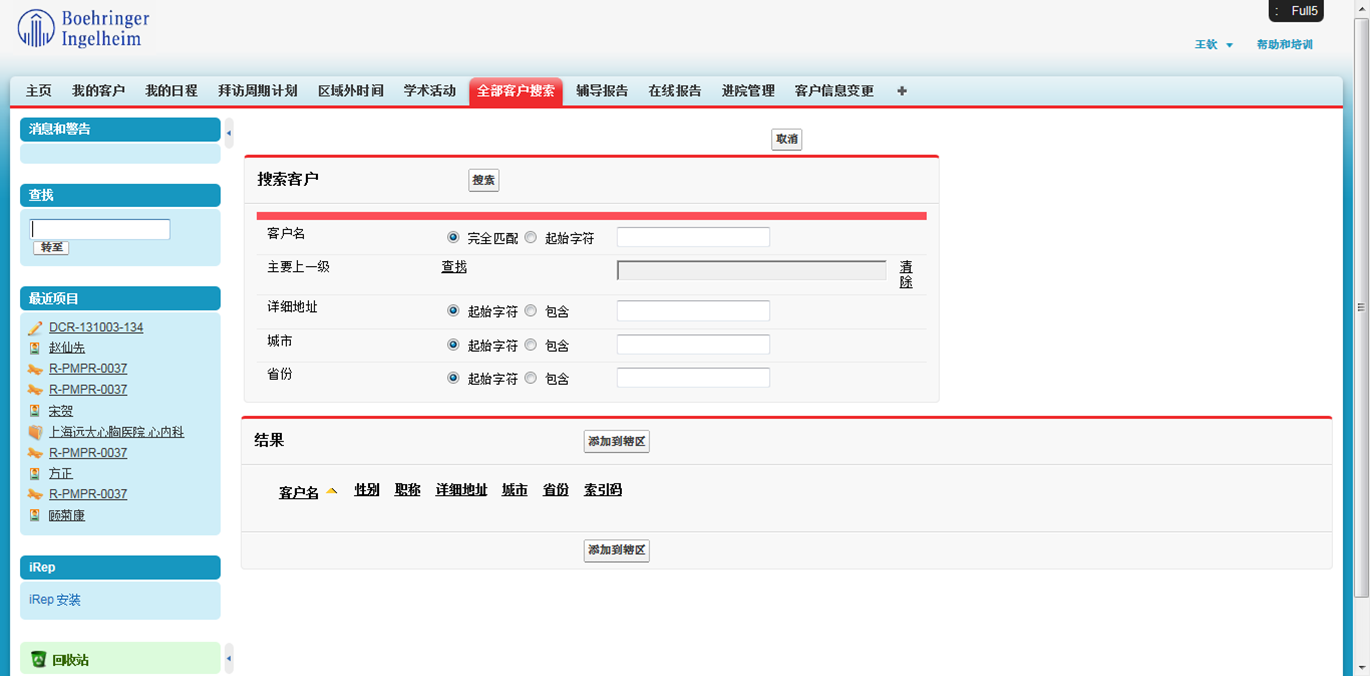 Boehringer
Ingelheim
: Full5
王钦 帮助和培训
主页 我的客户 我的日程 拜访周期计划 区域外时间 学术活动 全部客户搜索 辅导报告 在线报告 进院管理 客户信息变更 +
消息和警告
查找
转至
最近项目
DCR-131003-134
赵仙先
R-PMPR-0037
R-PMPR-0037
宋贺
上海远大心胸医院 心内科
R-PMPR-0037
方正
R-PMPR-0037
顾菊康
iRep
iRep 安装
回收站
取消
搜索客户 搜索
客户名 完全匹配 起始字符
主要上一级 查找 清除
详细地址 起始字符 包含
城市 起始字符 包含
省份 起始字符 包含
结果 添加到辖区
客户名 性别 职称 详细地址 城市 省份 索引码
添加到辖区